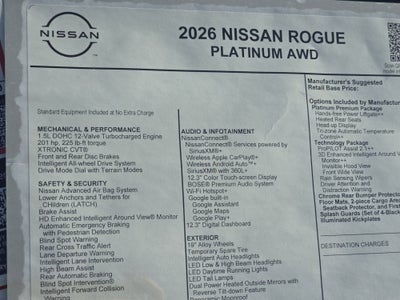 NISSAN
2026 NISSAN ROGUE
PLATINUM AWD
Standard Equipment Included at No Extra Charge
MECHANICAL & PERFORMANCE
1.5L DOHC 12-Valve Turbocharged Engine
201 hp, 225 lb-ft torque
XTRONIC CVT®
Front and Rear Disc Brakes
Intelligent All-wheel Drive System
Drive Mode Dial with Terrain Modes
SAFETY & SECURITY
Nissan Advanced Air Bag System
Lower Anchors and Tethers for
Children (LATCH)
Brake Assist
HD Enhanced Intelligent Around View® Monitor
Automatic Emergency Braking
with Pedestrian Detection
Blind Spot Warning
Rear Cross Traffic Alert
Lane Departure Warning
Intelligent Lane Intervention
High Beam Assist
Rear Automatic Braking
Intelligent Blind Spot Intervention
Intelligent Forward Collision
Warning
AUDIO & INFOTAINMENT
NissanConnect®
NissanConnect® Services powered by
SiriusXM®+
Wireless Apple CarPlay®+
Wireless Android Auto™+
SiriusXM® with 360L+
12.3" Color Touch-screen Display
BOSE® Premium Audio System
Wi-Fi Hotspot
Google built-in
Google Assistant
Google Maps
Google Play+
12.3" Digital Dashboard
EXTERIOR
19" Alloy Wheels
Temporary Spare Tire
Intelligent Auto Headlights
LED Low & High Beam Headlights
LED Daytime Running Lights
LED Tail Lamps
Dual Power Heated Outside Mirrors with
Reverse Tilt-down Feature
Manufacturer's Suggested
Retail Base Price:
Options Included by Manufactur
Platinum Premium Package
Hands-Free Power Liftgate++
Heated Rear Seats
Head-up Display
Tri-zone Automatic Temperature
Control++
Technology Package
ProPILOT Assist 2.1++
3D Enhanced Intelligent Around View
Monitor+
Invisible Hood View
Front Wide View
Rain Sensing Wipers
Driver Attention and
Distraction Warning
Chrome Rear Bumper Protector
Floor Mats, 2-piece Cargo Area
Seatback Protector, and First
Splash Guards (Set of 4-Black)
Illuminated Kickplates
DESTINATION CHARGES